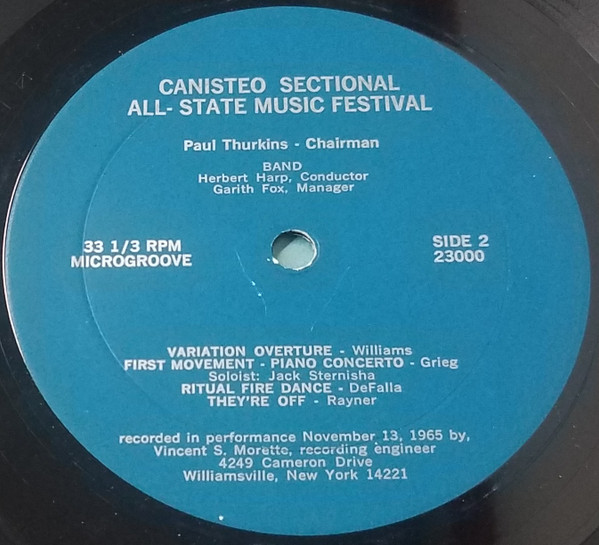 CANISTEO SECTIONAL
ALL- STATE MUSIC FESTIVAL
Paul Thurkins - Chairman
BAND
Herbert Harp, Conductor
Garith Fox, Manager
33 1/3 RPM
MICROGROOVE
SIDE 2
23000
VARIATION OVERTURE - Williams
FIRST MOVEMENT - PIANO CONCERTO - Grieg
Soloist: Jack Sternisha
RITUAL FIRE DANCE - DeFalla
THEY'RE OFF - Rayner
recorded in performance November 13, 1965 by,
Vincent S. Morette, recording engineer
4249 Cameron Drive
Williamsville, New York 14221